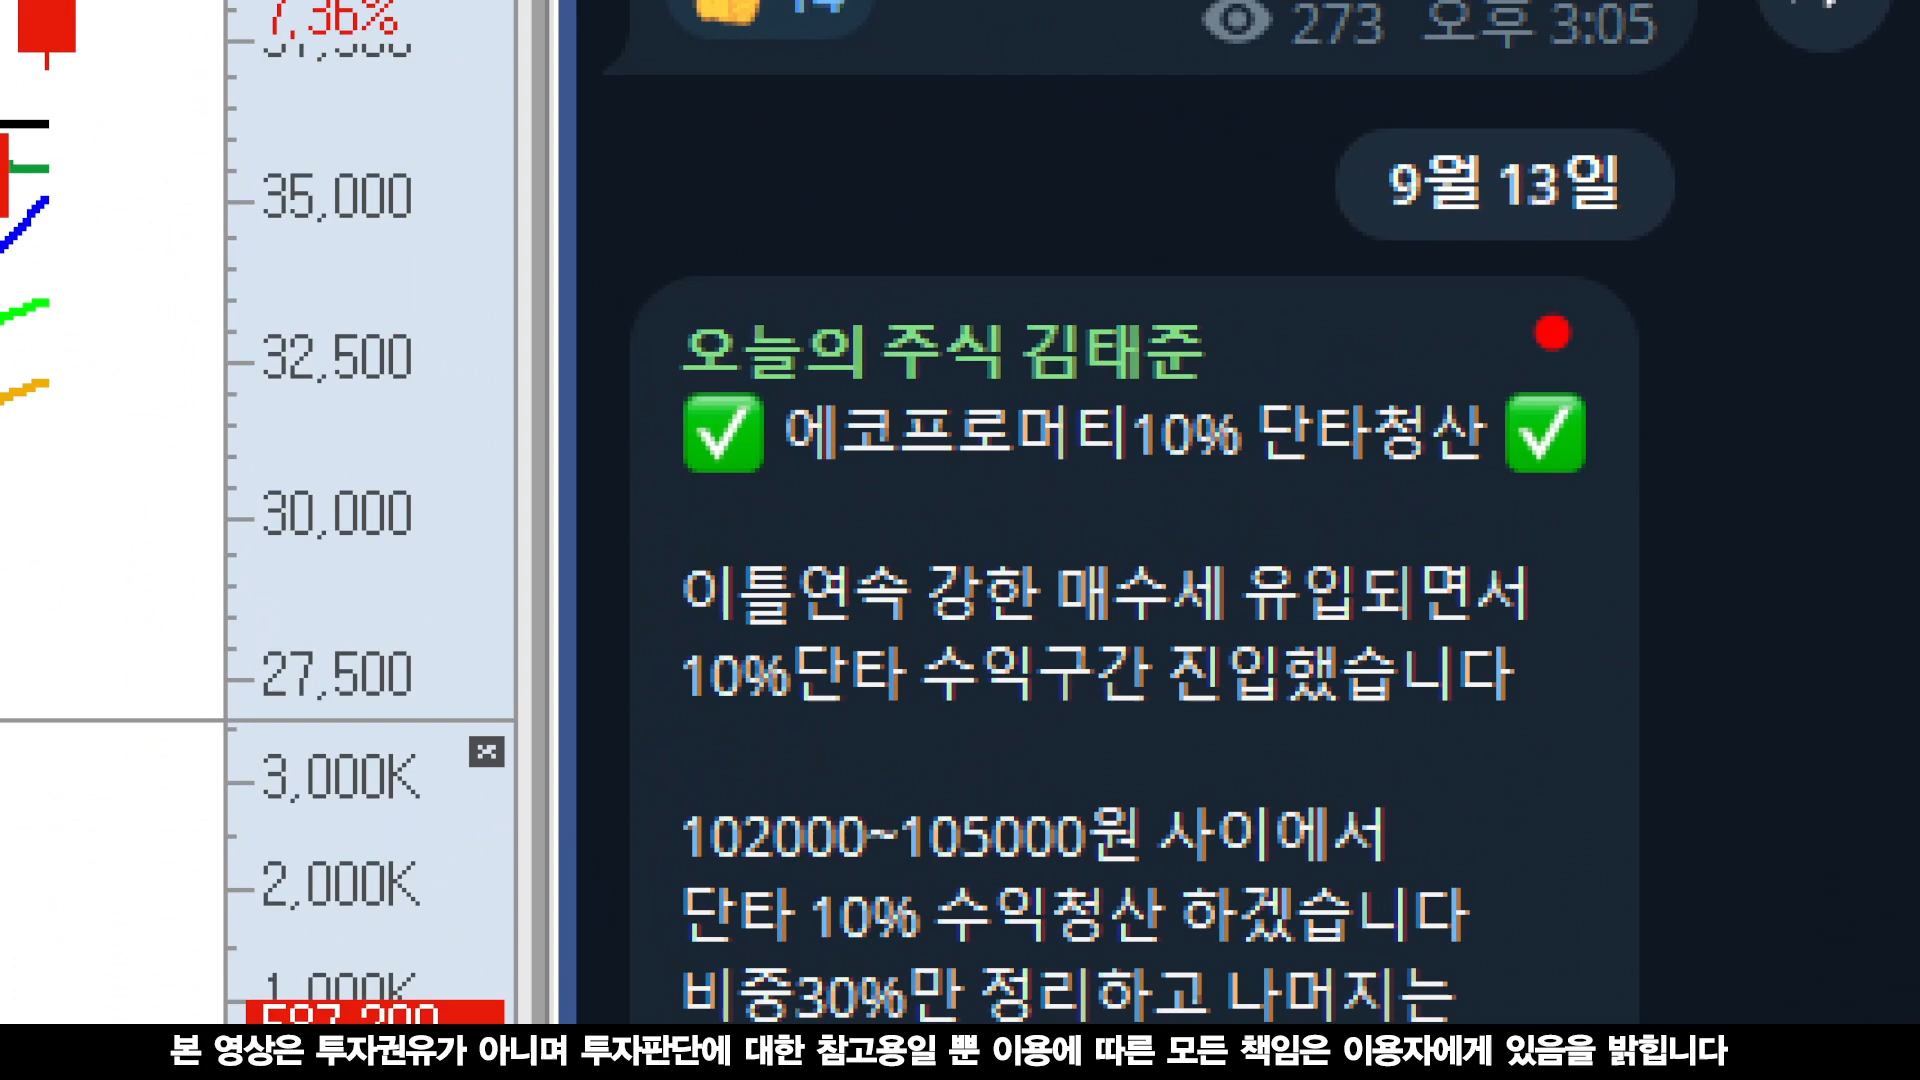 7,36%
35,000
32,500
30,000
27,500
3,000K
2,000K
1,000K
14
273 오후 3:05
9월 13일
오늘의 주식 김태준
✅ 에코프로머티10% 단타청산 ✅
이틀연속 강한 매수세 유입되면서
10%단타 수익구간 진입했습니다
102000~105000원 사이에서
단타 10% 수익청산 하겠습니다
비중30%만 정리하고 나머지는
본 영상은 투자권유가 아니며 투자판단에 대한 참고용일 뿐 이용에 따른 모든 책임은 이용자에게 있음을 밝힙니다